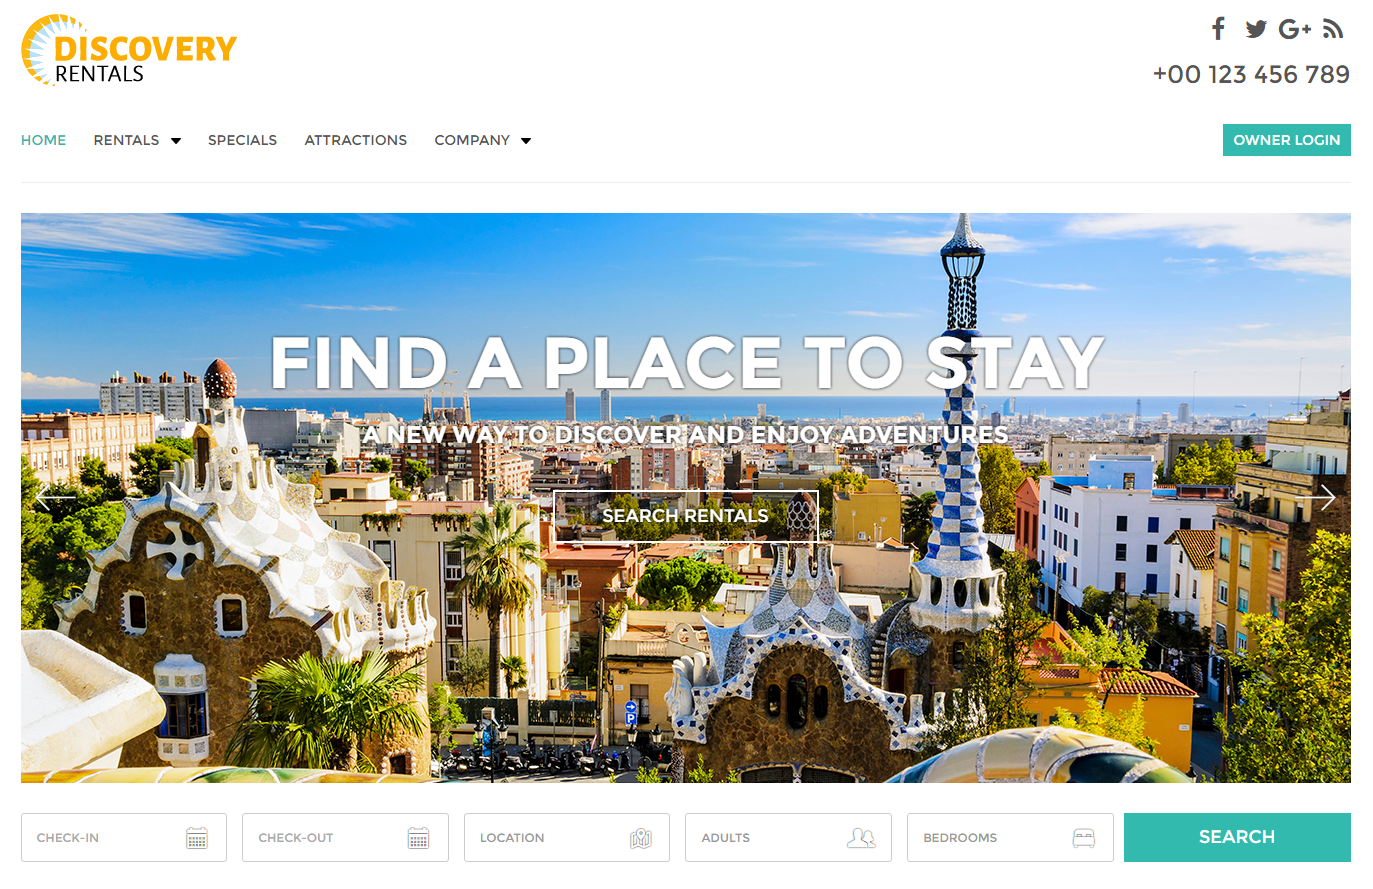 DISCOVERY
RENTALS
+00 123 456 789
HOME RENTALS SPECIALS ATTRACTIONS COMPANY OWNER LOGIN
FIND A PLACE TO STAY
A NEW WAY TO DISCOVER AND ENJOY ADVENTURES
SEARCH RENTALS
P
CHECK-IN CHECK-OUT LOCATION ADULTS BEDROOMS SEARCH